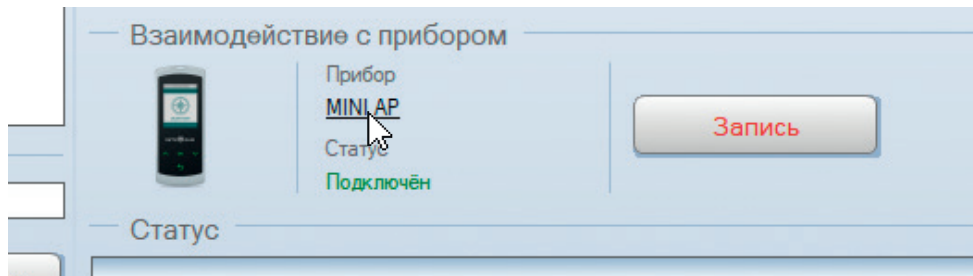 Взаимодействие с прибором
Прибор
MINI AP
Статус
Подключён
Запись
Статус